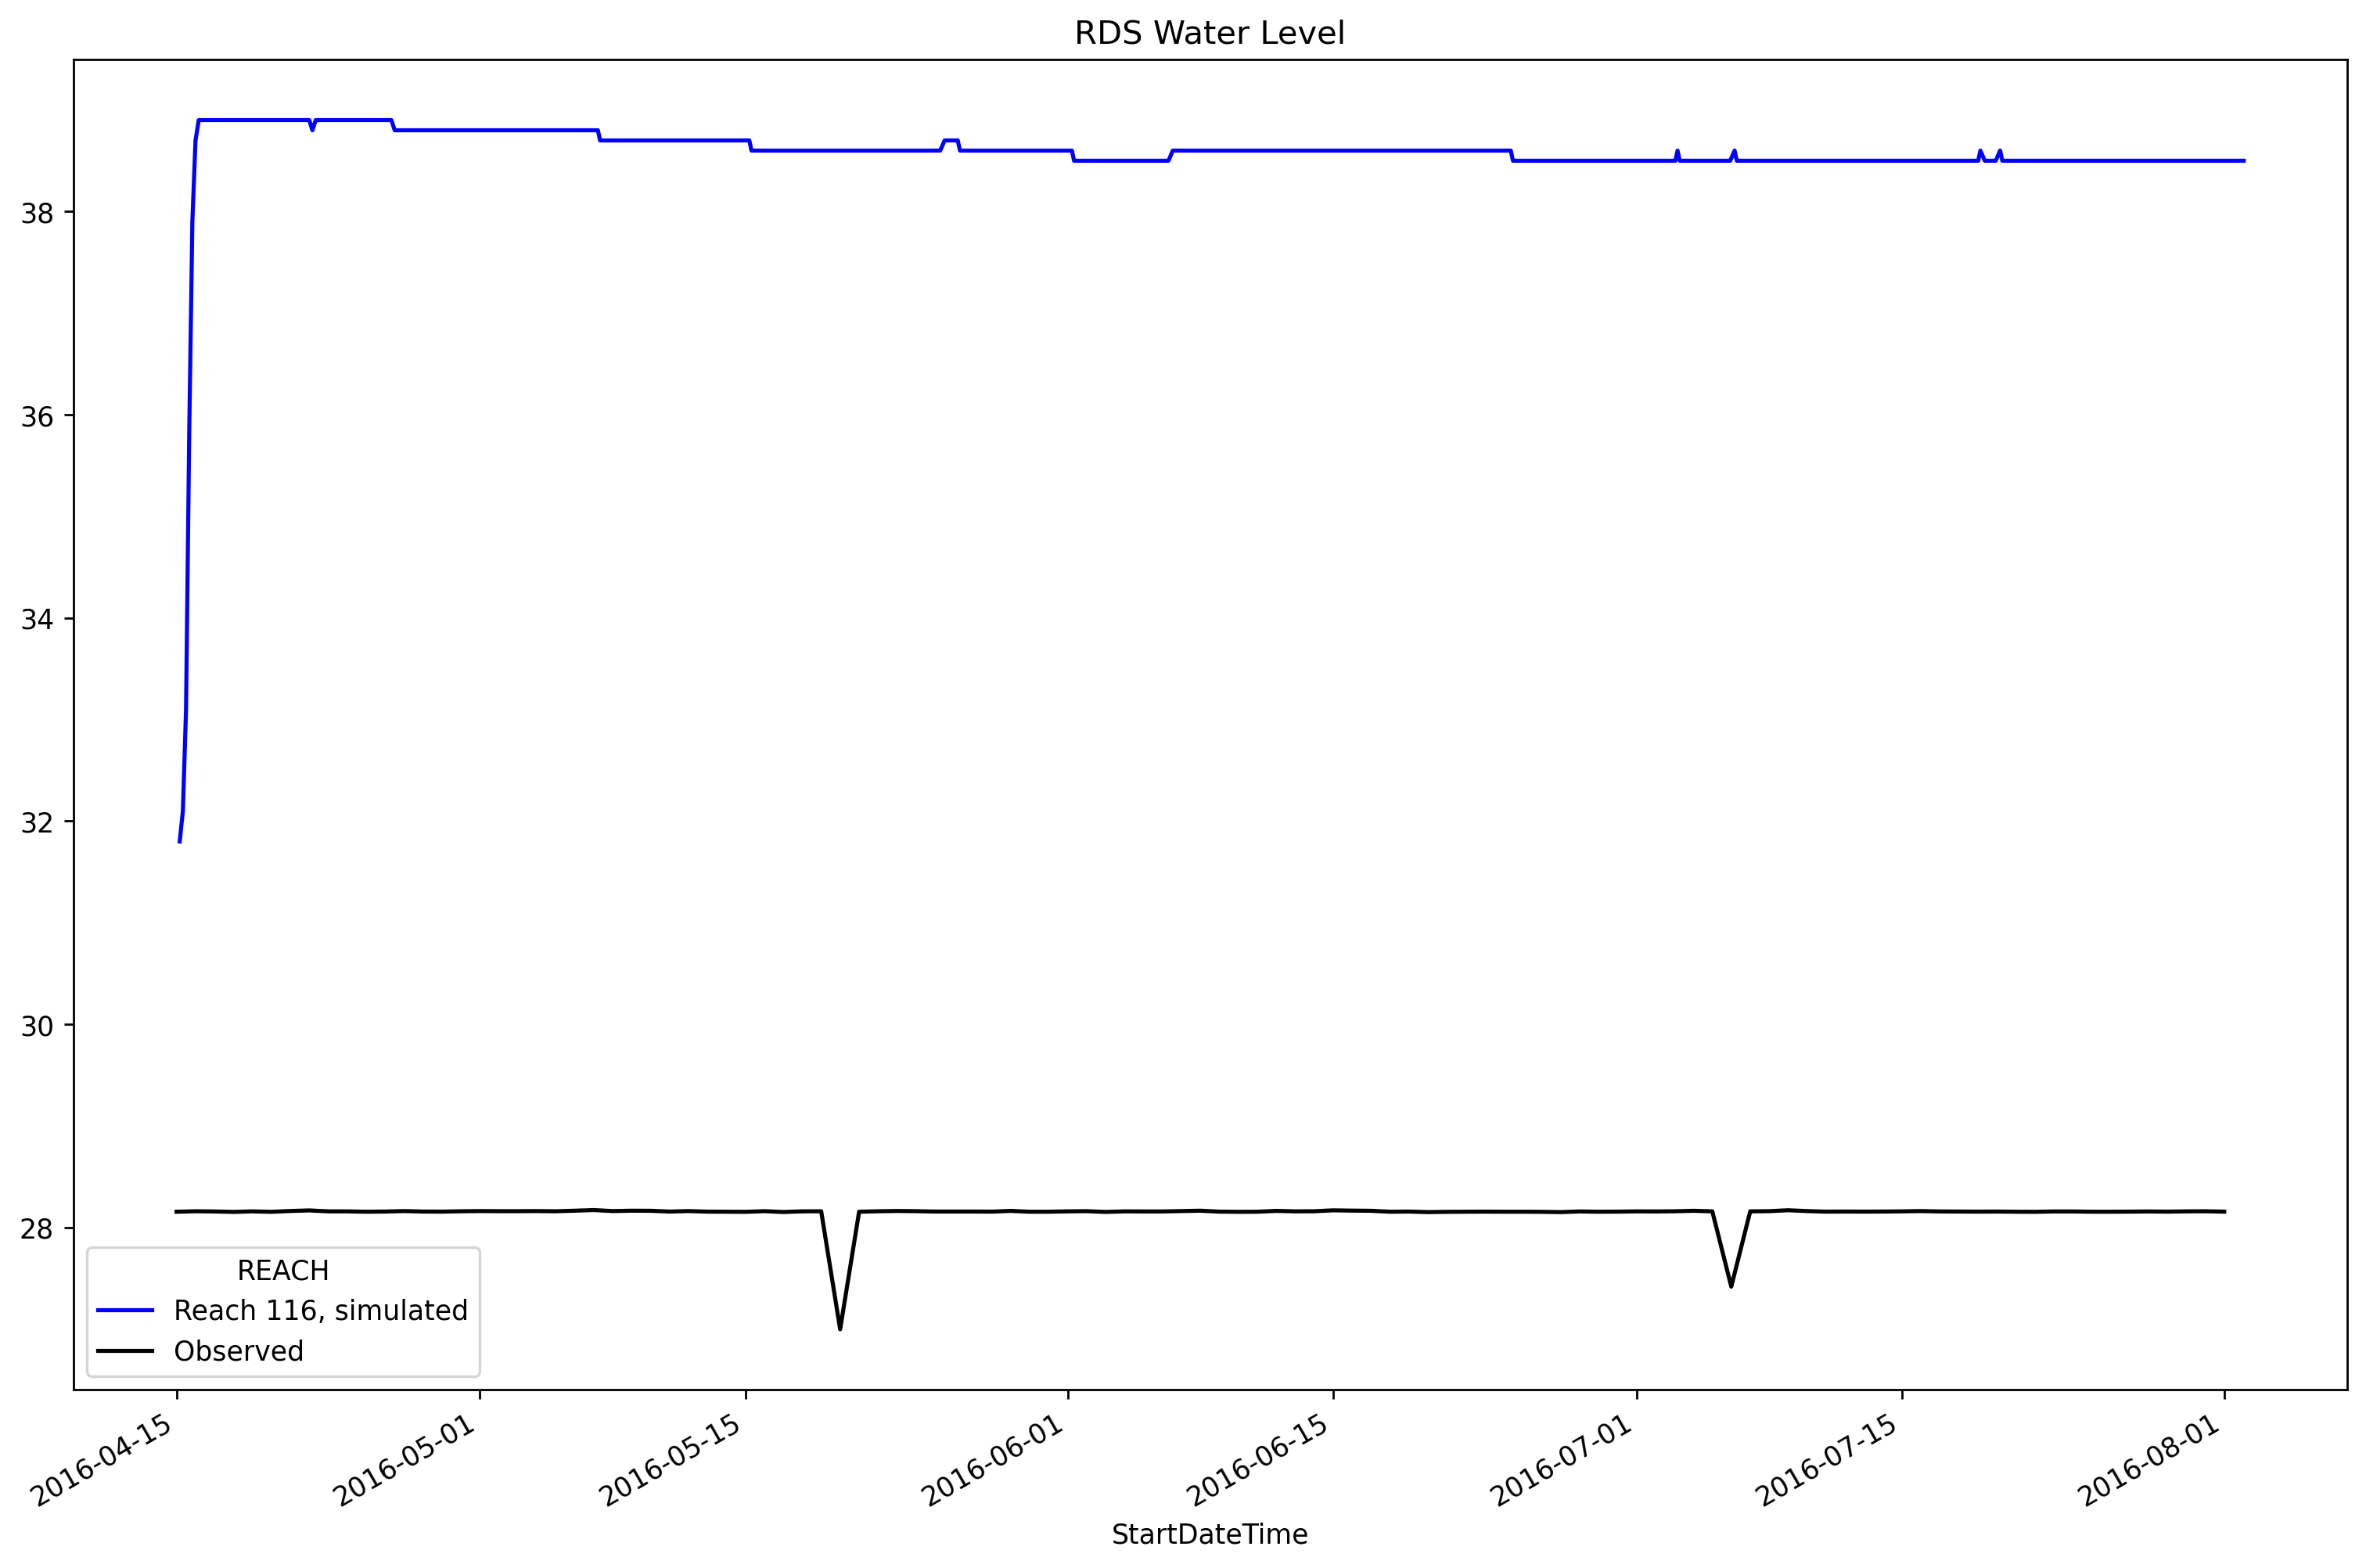 RDS Water Level
38
36
34
32
30
28
REACH
Reach 116, simulated
Observed
2016-04-15
2016-05-01
2016-05-15
2016-06-01
2016-06-15
2016-07-01
2016-07-15
2016-08-01
StartDateTime